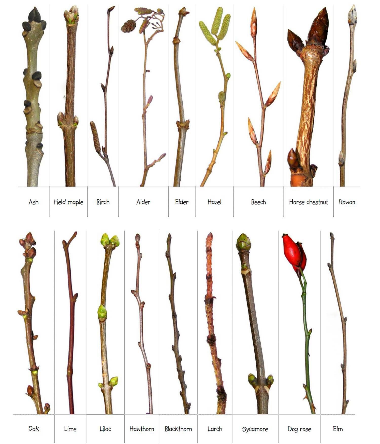 Ash Field maple Birch Alder Elder Hazel Beech Horse chestnut Rowan
Oak Lime Lilac Hawthorn Blackthorn Larch Sycamore Dog rose Elm